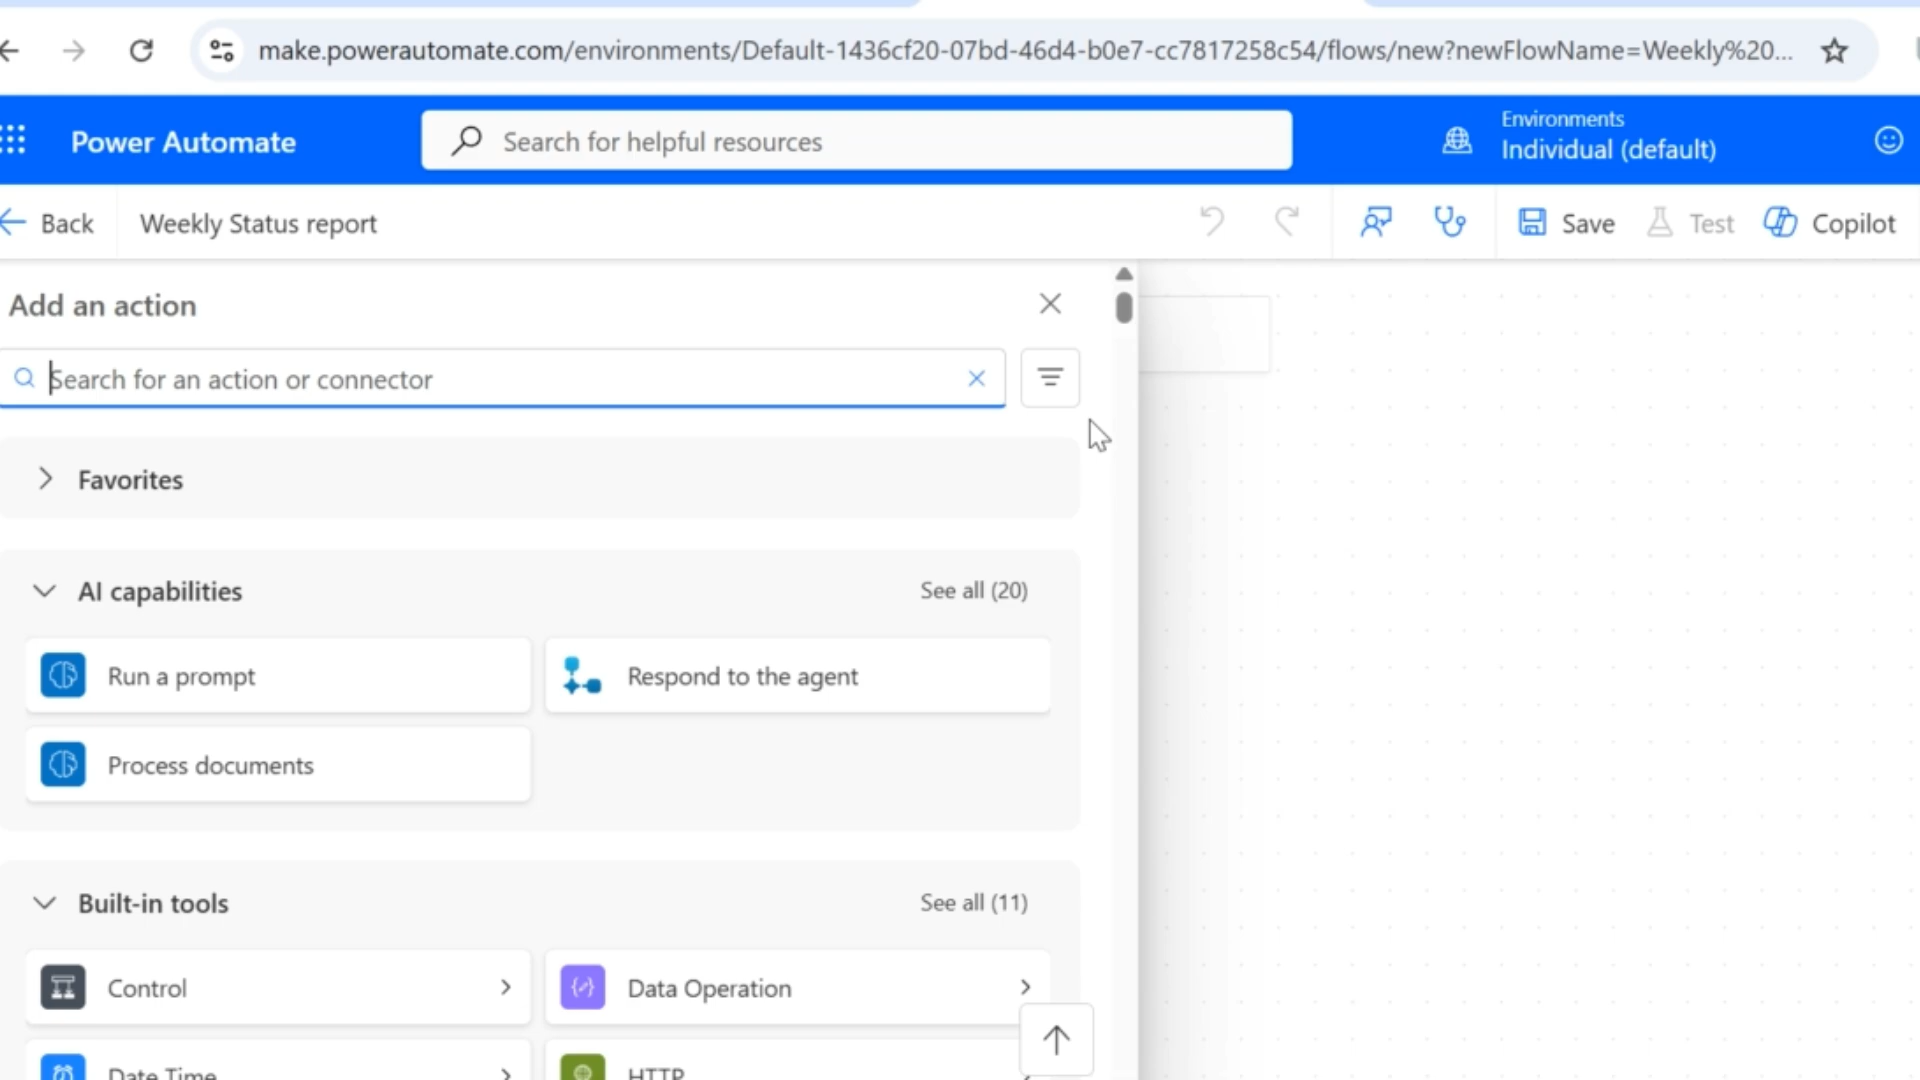 make.powerautomate.com/environments/Default-1436cf20-07bd-46d4-b0e7-cc7817258c54/flows/new?newFlowName=Weekly%20...
Power Automate
Search for helpful resources
Environments
Individual (default)
Back
Weekly Status report
Save
Test
Copilot
Add an action
Search for an action or connector
Favorites
AI capabilities
See all (20)
Run a prompt
Respond to the agent
Process documents
Built-in tools
See all (11)
Control
Data Operation
Date Time
HTTP